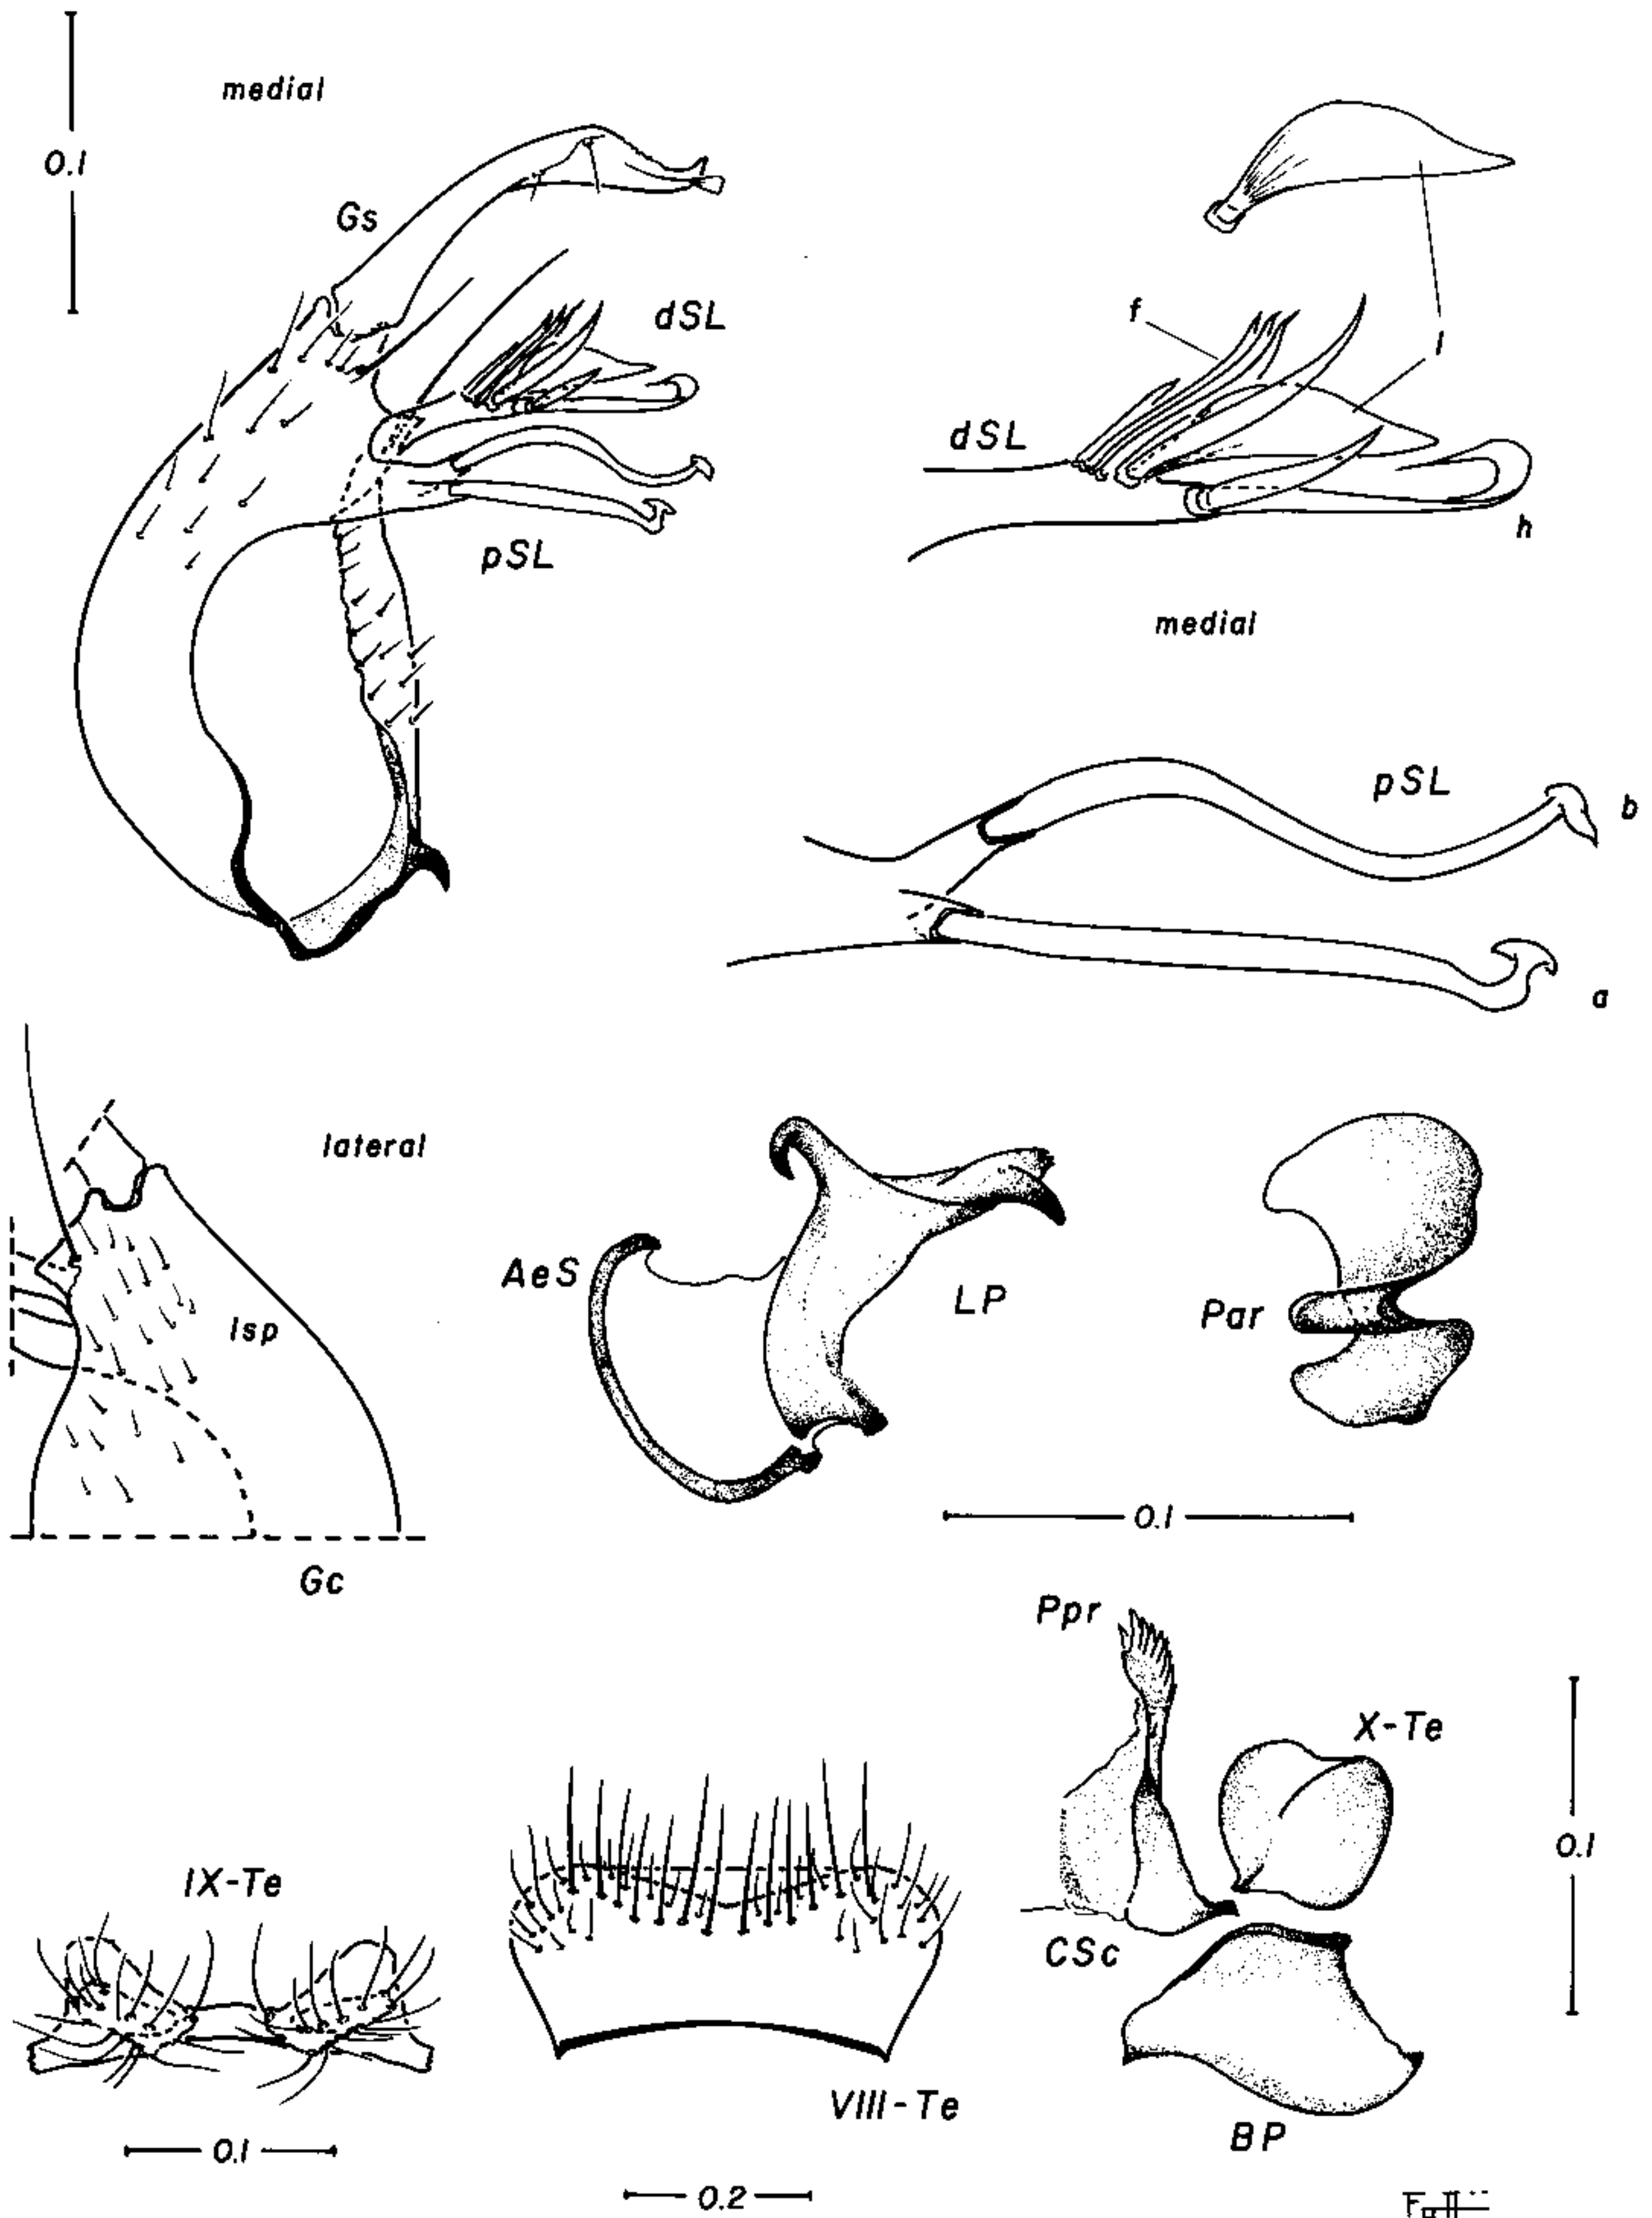 medial
0.1
Gs
dSL
pSL
f
l
dSL
h
medial
pSL
b
a
lateral
lsp
Gc
AeS
LP
Par
0.1
Ppr
X-Te
CSc
0.1
BP
IX-Te
0.1
VIII-Te
0.2